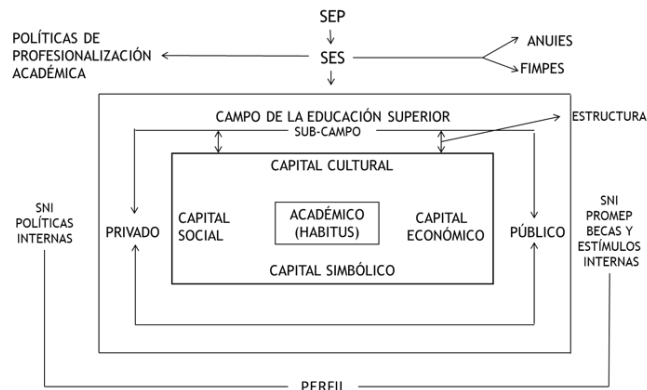 SEP
POLÍTICAS DE
PROFESIONALIZACIÓN
ACADÉMICA
SES
ANUIES
FIMPES
CAMPO DE LA EDUCACIÓN SUPERIOR
SUB-CAMPO
ESTRUCTURA
CAPITAL CULTURAL
SNI
POLÍTICAS
INTERNAS
PRIVADO
CAPITAL
SOCIAL
ACADÉMICO
(HABITUS)
CAPITAL
ECONÓMICO
PÚBLICO
SNI
PROMEP
BECAS Y
ESTÍMULOS
INTERNAS
CAPITAL SIMBÓLICO
PERFIL